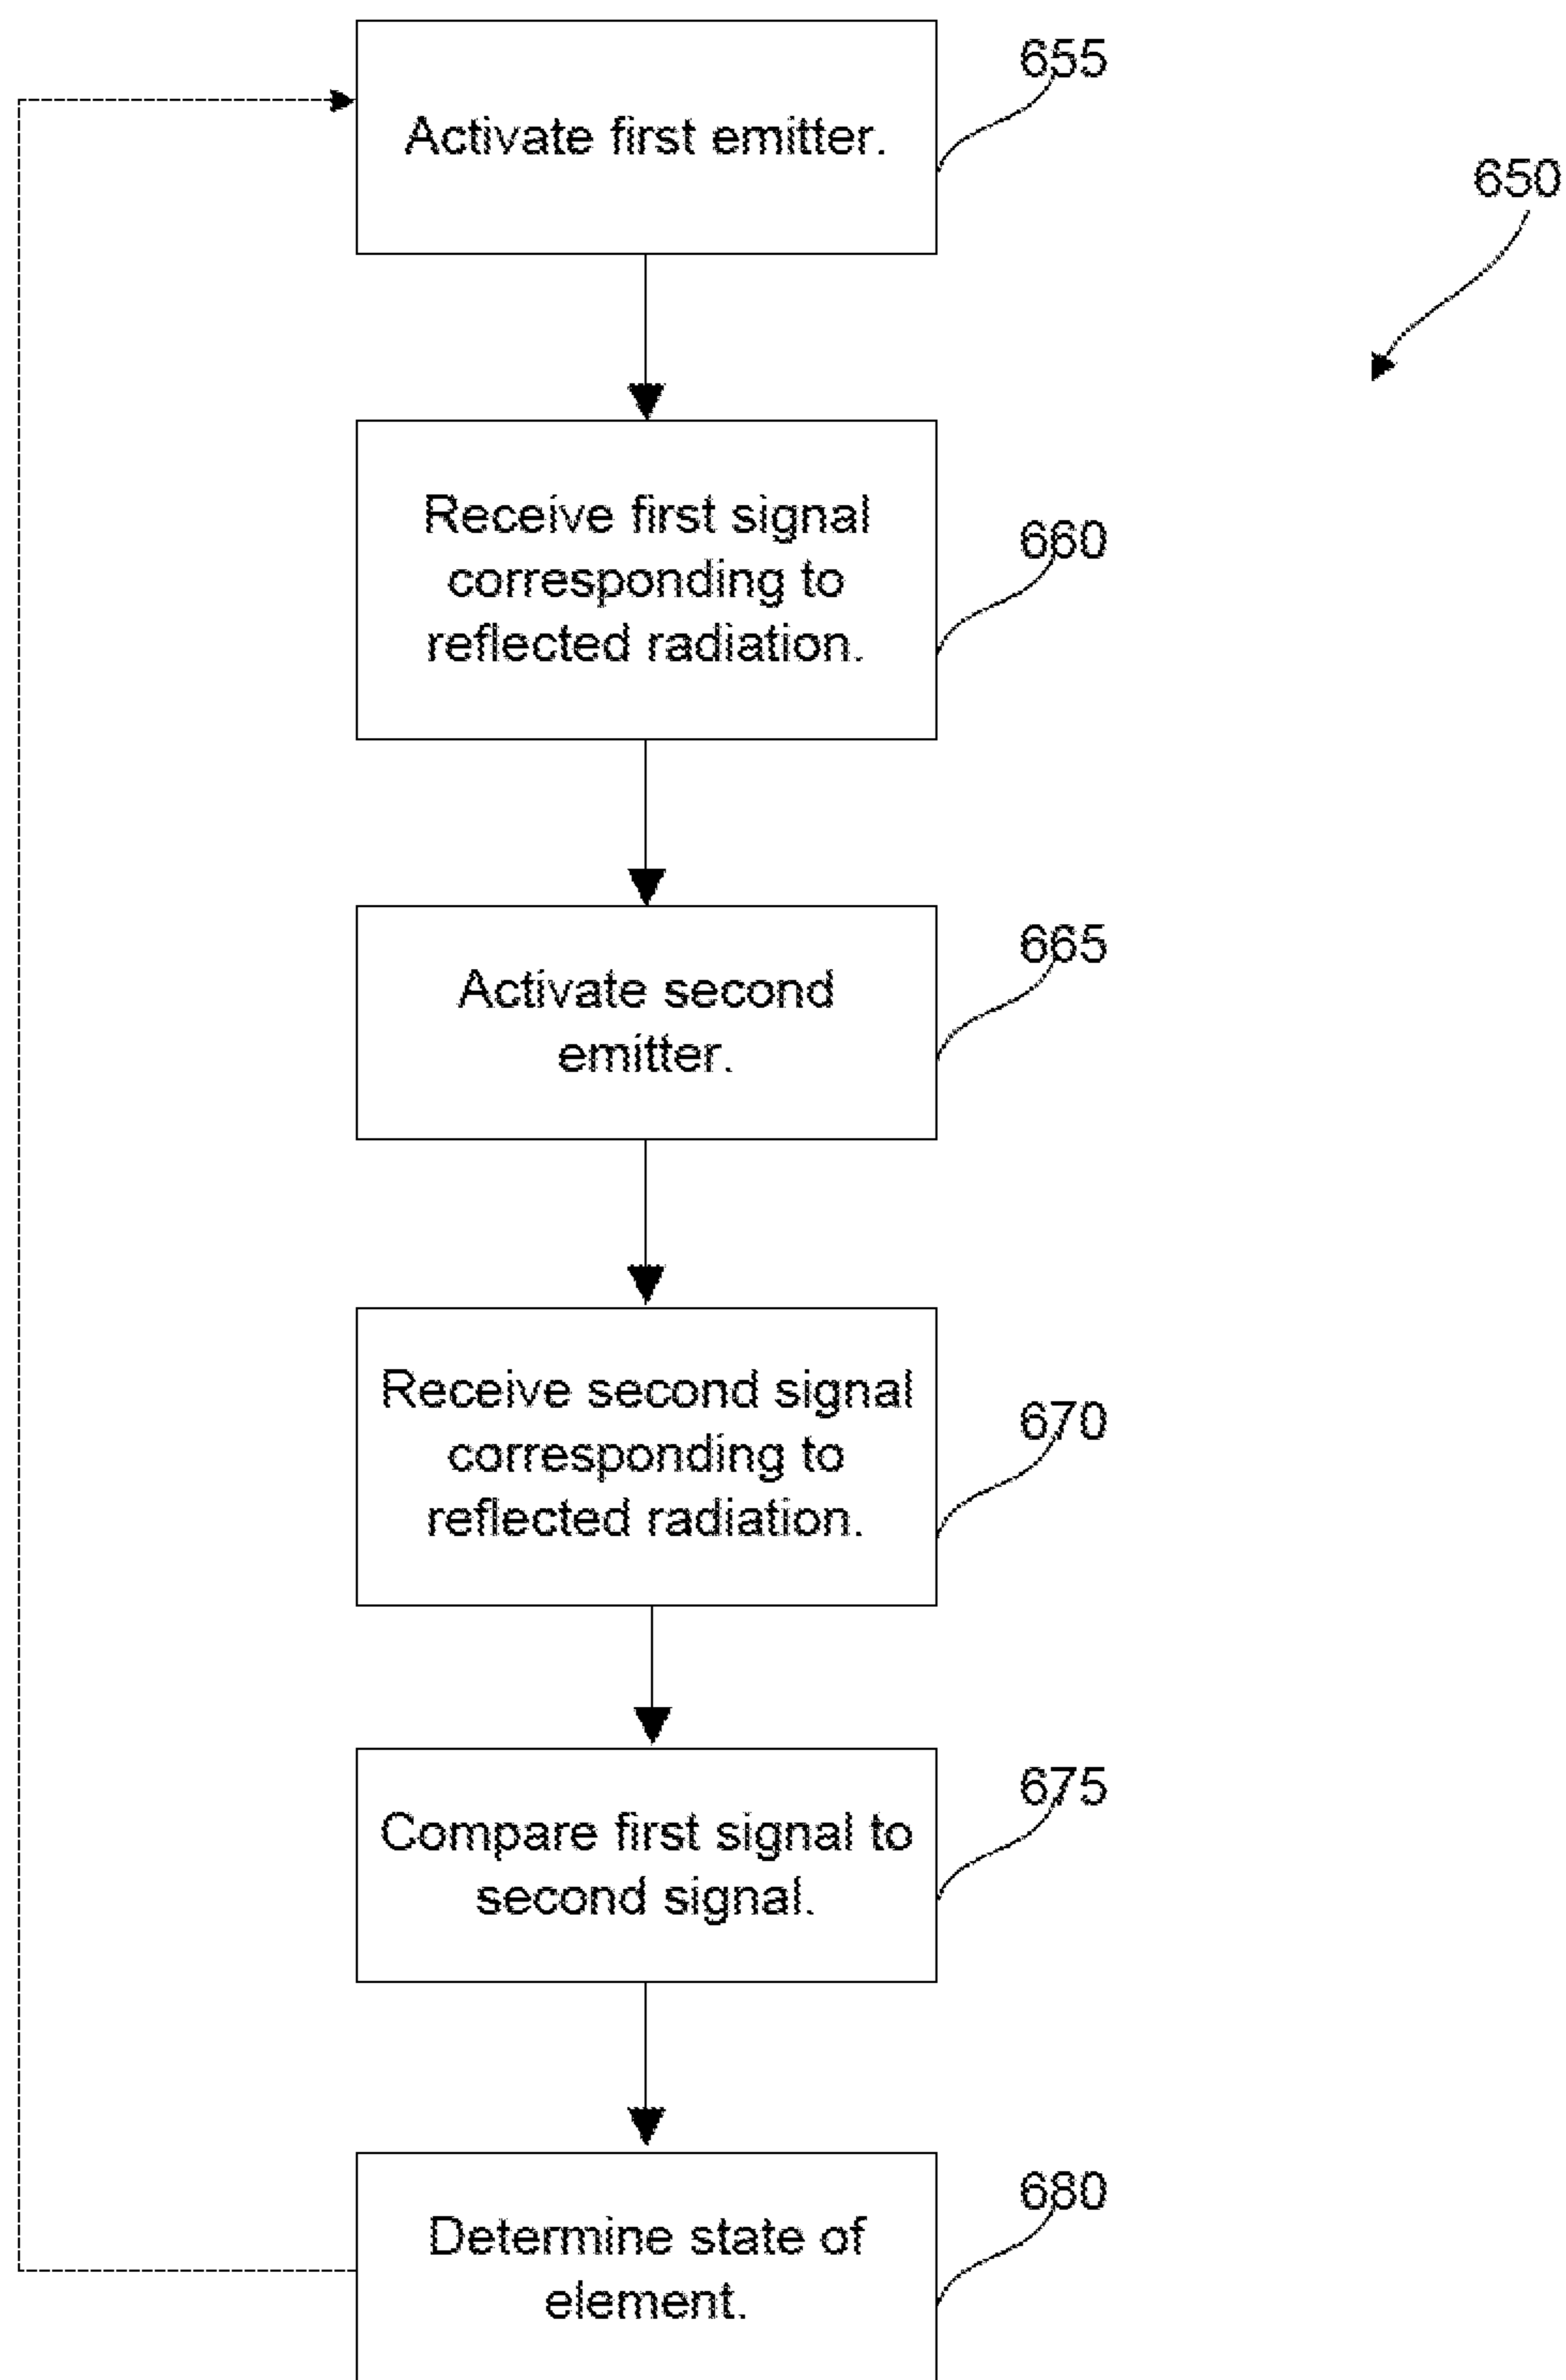 Activate first emitter.
655
650
Receive first signal
corresponding to
reflected radiation.
660
Activate second
emitter.
665
Receive second signal
corresponding to
reflected radiation.
670
Compare first signal to
second signal.
675
Determine state of
element.
680